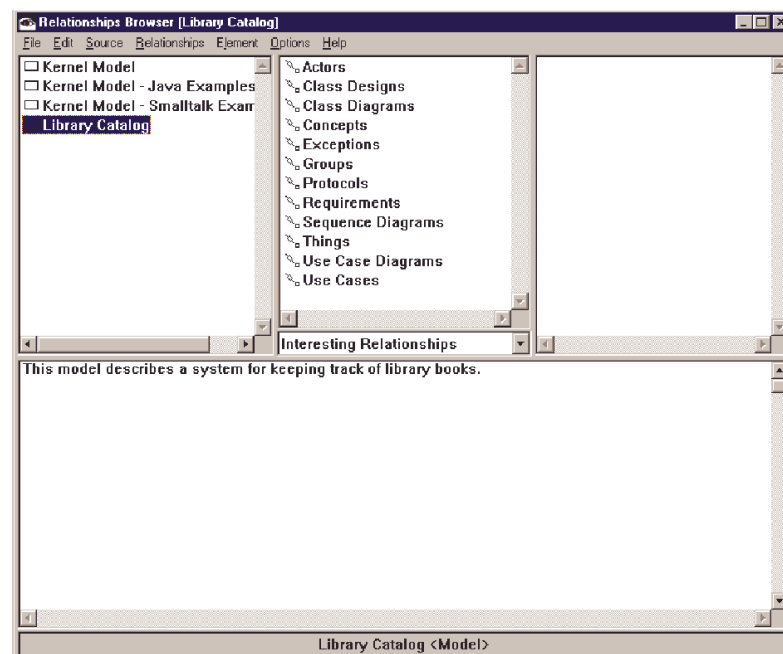 Relationships Browser [Library Catalog]
File Edit Source Relationships Element Options Help
Kernel Model
Kernel Model - Java Examples
Kernel Model - Smalltalk Exam
Library Catalog
Actors
Class Designs
Class Diagrams
Concepts
Exceptions
Groups
Protocols
Requirements
Sequence Diagrams
Things
Use Case Diagrams
Use Cases
Interesting Relationships
This model describes a system for keeping track of library books.
Library Catalog <Model>